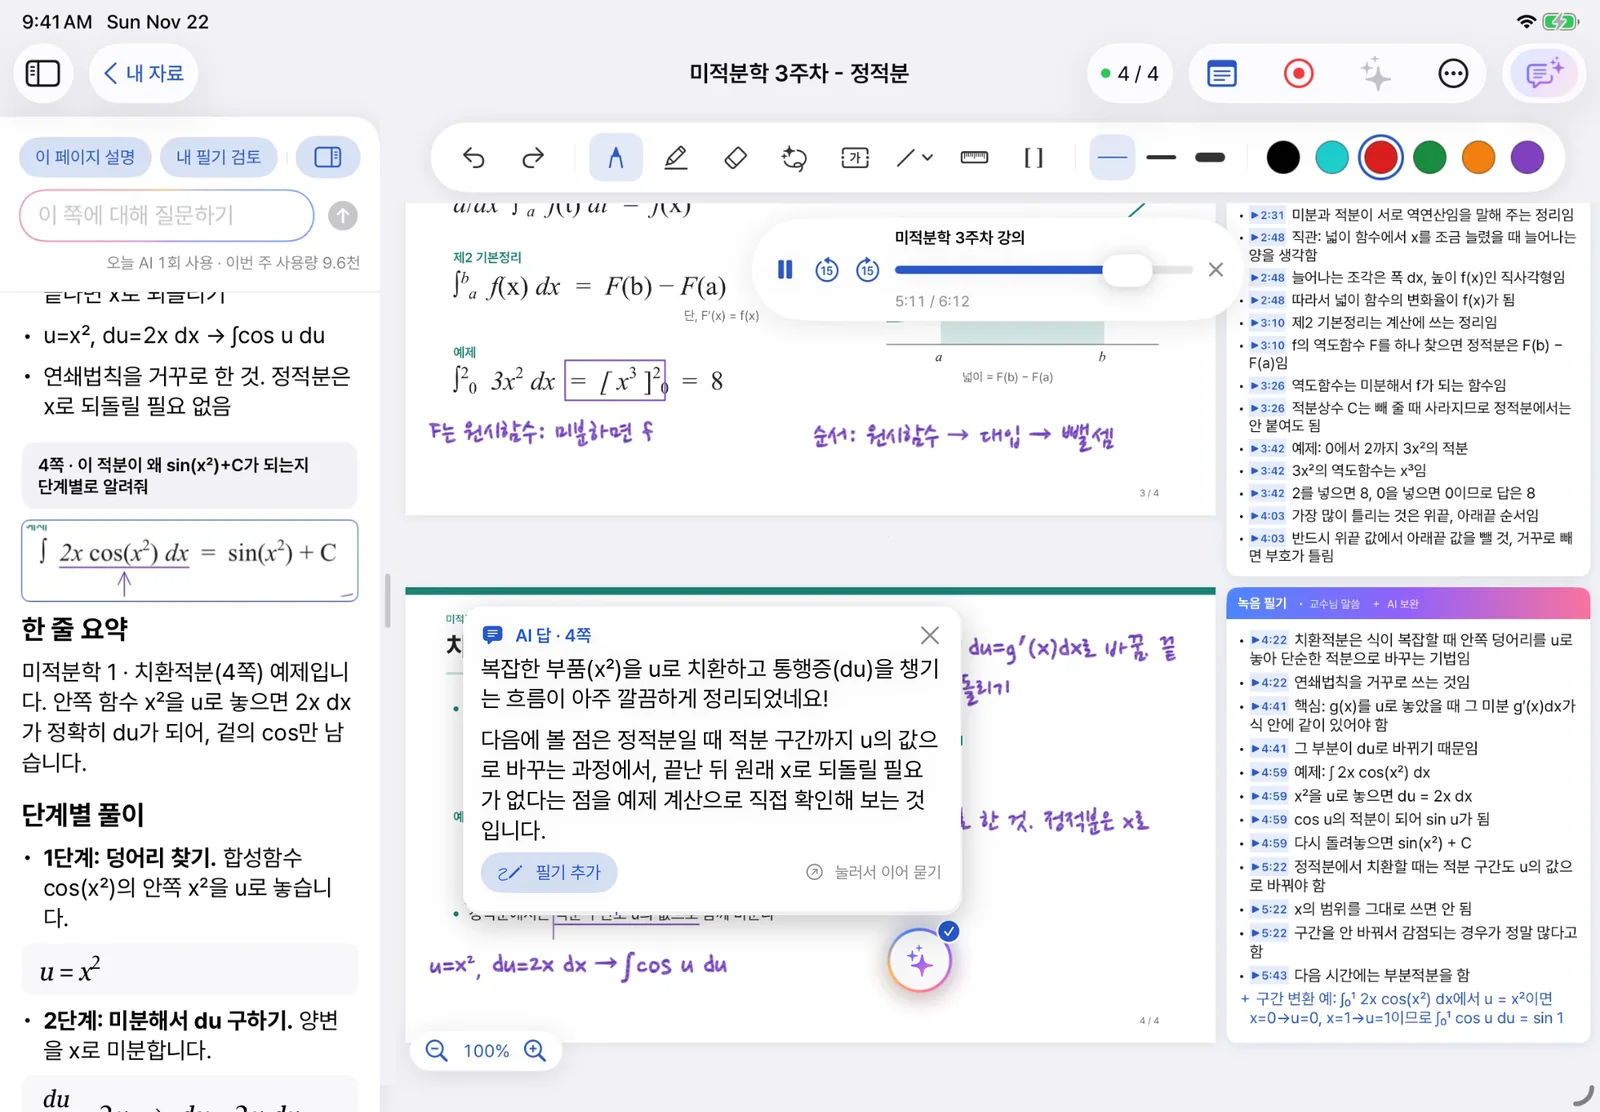 9:41 AM Sun Nov 22
내 자료
미적분학 3주차 - 정적분
4 / 4
이 페이지 설명
내 필기 검토
이 쪽에 대해 질문하기
오늘 AI 1회 사용 · 이번 주 사용량 9.6천
끝나면 x로 되돌리기
• u=x², du=2x dx → ∫cos u du
• 연쇄법칙을 거꾸로 한 것. 정적분은
x로 되돌릴 필요 없음
4쪽 · 이 적분이 왜 sin(x²)+C가 되는지
단계별로 알려줘
예제
∫ 2x cos(x²) dx = sin(x²) + C
한 줄 요약
미적분학 1 · 치환적분(4쪽) 예제입니
다. 안쪽 함수 x²을 u로 놓으면 2x dx
가 정확히 du가 되어, 겉의 cos만 남
습니다.
단계별 풀이
• 1단계: 덩어리 찾기. 합성함수
cos(x²)의 안쪽 x²을 u로 놓습니
다.
u = x²
• 2단계: 미분해서 du 구하기. 양변
을 x로 미분합니다.
du
가
[ ]
d/dx ∫ₐ f(t) dt = f(x)
제2 기본정리
∫ᵇₐ f(x) dx = F(b) − F(a)
단, F'(x) = f(x)
예제
∫²₀ 3x² dx = [ x³ ]²₀ = 8
F는 원시함수: 미분하면 f
미적분학 3주차 강의
15
15
5:11 / 6:12
a
b
넓이 = F(b) − F(a)
순서: 원시함수 → 대입 → 뺄셈
3 / 4
AI 답 · 4쪽
복잡한 부품(x²)을 u로 치환하고 통행증(du)을 챙기
는 흐름이 아주 깔끔하게 정리되었네요!
다음에 볼 점은 정적분일 때 적분 구간까지 u의 값으
로 바꾸는 과정에서, 끝난 뒤 원래 x로 되돌릴 필요
가 없다는 점을 예제 계산으로 직접 확인해 보는 것
입니다.
필기 추가
눌러서 이어 묻기
du=g'(x)dx로 바꿈. 끝
돌리기
한 것. 정적분은 x로
u=x², du=2x dx → ∫cos u du
4 / 4
100%
• ▶2:31 미분과 적분이 서로 역연산임을 말해 주는 정리임
• ▶2:48 직관: 넓이 함수에서 x를 조금 늘렸을 때 늘어나는
양을 생각함
• ▶2:48 늘어나는 조각은 폭 dx, 높이 f(x)인 직사각형임
• ▶2:48 따라서 넓이 함수의 변화율이 f(x)가 됨
• ▶3:10 제2 기본정리는 계산에 쓰는 정리임
• ▶3:10 f의 역도함수 F를 하나 찾으면 정적분은 F(b) −
F(a)임
• ▶3:26 역도함수는 미분해서 f가 되는 함수임
• ▶3:26 적분상수 C는 빼 줄 때 사라지므로 정적분에서는
안 붙여도 됨
• ▶3:42 예제: 0에서 2까지 3x²의 적분
• ▶3:42 3x²의 역도함수는 x³임
• ▶3:42 2를 넣으면 8, 0을 넣으면 0이므로 답은 8
• ▶4:03 가장 많이 틀리는 것은 위끝, 아래끝 순서임
• ▶4:03 반드시 위끝 값에서 아래끝 값을 뺄 것, 거꾸로 빼
면 부호가 틀림
녹음 필기 · 교수님 말씀 + AI 보완
• ▶4:22 치환적분은 식이 복잡할 때 안쪽 덩어리를 u로
놓아 단순한 적분으로 바꾸는 기법임
• ▶4:22 연쇄법칙을 거꾸로 쓰는 것임
• ▶4:41 핵심: g(x)를 u로 놓았을 때 그 미분 g'(x)dx가
식 안에 같이 있어야 함
• ▶4:41 그 부분이 du로 바뀌기 때문임
• ▶4:59 예제: ∫ 2x cos(x²) dx
• ▶4:59 x²을 u로 놓으면 du = 2x dx
• ▶4:59 cos u의 적분이 되어 sin u가 됨
• ▶4:59 다시 돌려놓으면 sin(x²) + C
• ▶5:22 정적분에서 치환할 때는 적분 구간도 u의 값으
로 바꿔야 함
• ▶5:22 x의 범위를 그대로 쓰면 안 됨
• ▶5:22 구간을 안 바꿔서 감점되는 경우가 정말 많다고
함
• ▶5:43 다음 시간에는 부분적분을 함
+ 구간 변환 예: ∫₀¹ 2x cos(x²) dx에서 u = x²이면
x=0→u=0, x=1→u=1이므로 ∫₀¹ cos u du = sin 1